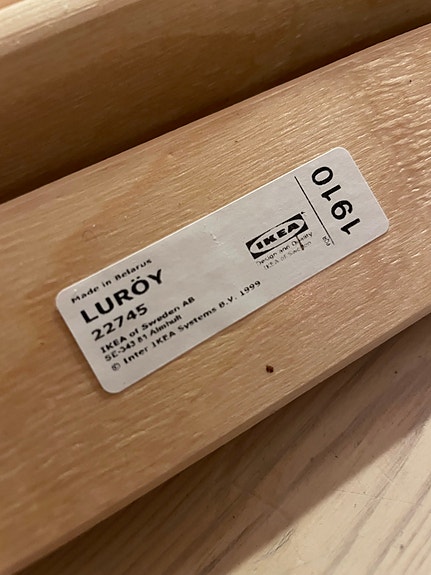 Made in Belarus
LURÖY
22745
IKEA of Sweden AB
SE-343 81 Älmhult
© Inter IKEA Systems B.V. 1999
IKEA
Design and Quality
IKEA of Sweden
1910